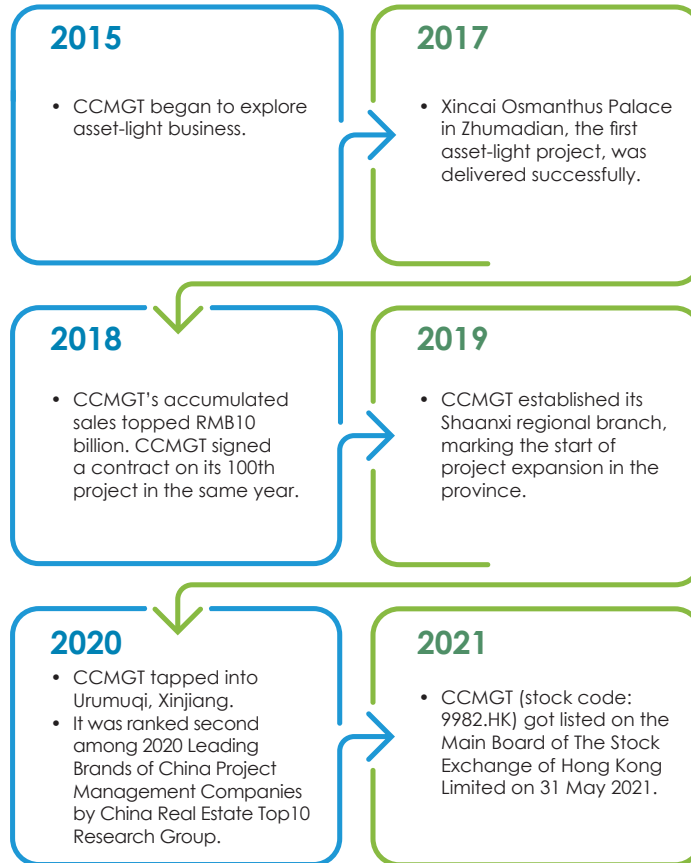 2015
• CCMGT began to explore
asset-light business.
2017
• Xincai Osmanthus Palace
in Zhumadian, the first
asset-light project, was
delivered successfully.
2018
• CCMGT's accumulated
sales topped RMB10
billion. CCMGT signed
a contract on its 100th
project in the same year.
2019
• CCMGT established its
Shaanxi regional branch,
marking the start of
project expansion in the
province.
2020
• CCMGT tapped into
Urumuqi, Xinjiang.
• It was ranked second
among 2020 Leading
Brands of China Project
Management Companies
by China Real Estate Top10
Research Group.
2021
• CCMGT (stock code:
9982.HK) got listed on the
Main Board of The Stock
Exchange of Hong Kong
Limited on 31 May 2021.